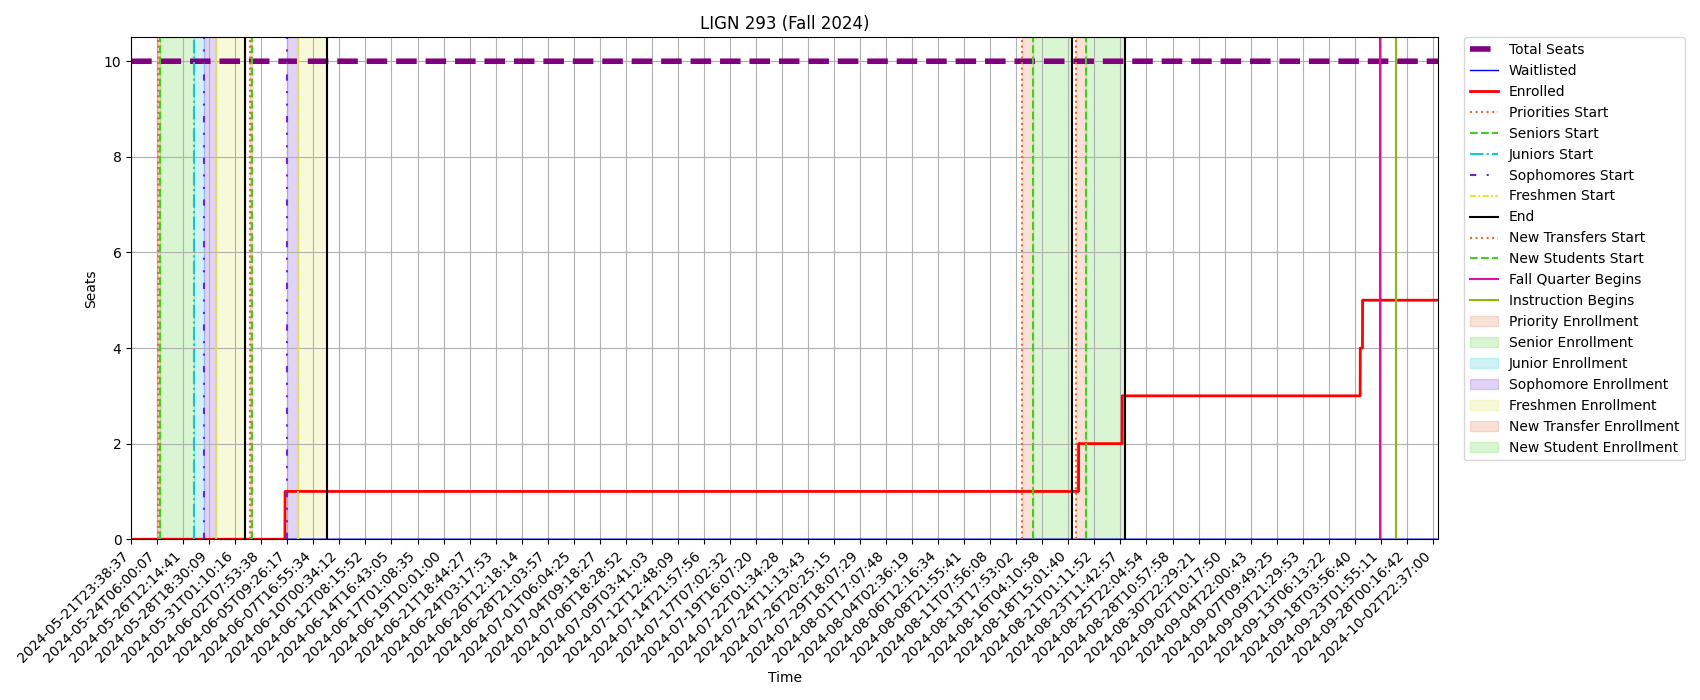 LIGN 293 (Fall 2024)
Seats
10
8
6
4
2
0
2024-05-21T23:38:37
2024-05-24T06:00:07
2024-05-26T12:14:41
2024-05-28T18:30:09
2024-05-31T01:10:16
2024-06-02T07:53:38
2024-06-05T09:26:17
2024-06-07T16:55:34
2024-06-10T00:34:12
2024-06-12T08:15:52
2024-06-14T16:43:05
2024-06-17T01:08:35
2024-06-19T10:01:00
2024-06-21T18:44:27
2024-06-24T03:17:53
2024-06-26T12:18:14
2024-06-28T21:03:57
2024-07-01T06:04:25
2024-07-04T09:18:27
2024-07-06T18:28:52
2024-07-09T03:41:03
2024-07-12T12:48:09
2024-07-14T21:57:56
2024-07-17T07:02:32
2024-07-19T16:07:20
2024-07-22T01:34:28
2024-07-24T11:13:43
2024-07-26T20:25:15
2024-07-29T18:07:29
2024-08-01T17:07:48
2024-08-04T02:36:19
2024-08-06T12:16:34
2024-08-08T21:55:41
2024-08-11T07:56:08
2024-08-13T17:53:02
2024-08-16T04:10:58
2024-08-18T15:01:40
2024-08-21T01:11:52
2024-08-23T11:42:57
2024-08-25T22:04:54
2024-08-28T10:57:58
2024-08-30T22:29:21
2024-09-02T10:17:50
2024-09-04T22:00:43
2024-09-07T09:49:25
2024-09-09T21:29:53
2024-09-13T06:13:22
2024-09-18T03:56:40
2024-09-23T01:55:11
2024-09-28T00:16:42
2024-10-02T22:37:00
Time
Total Seats
Waitlisted
Enrolled
Priorities Start
Seniors Start
Juniors Start
Sophomores Start
Freshmen Start
End
New Transfers Start
New Students Start
Fall Quarter Begins
Instruction Begins
Priority Enrollment
Senior Enrollment
Junior Enrollment
Sophomore Enrollment
Freshmen Enrollment
New Transfer Enrollment
New Student Enrollment